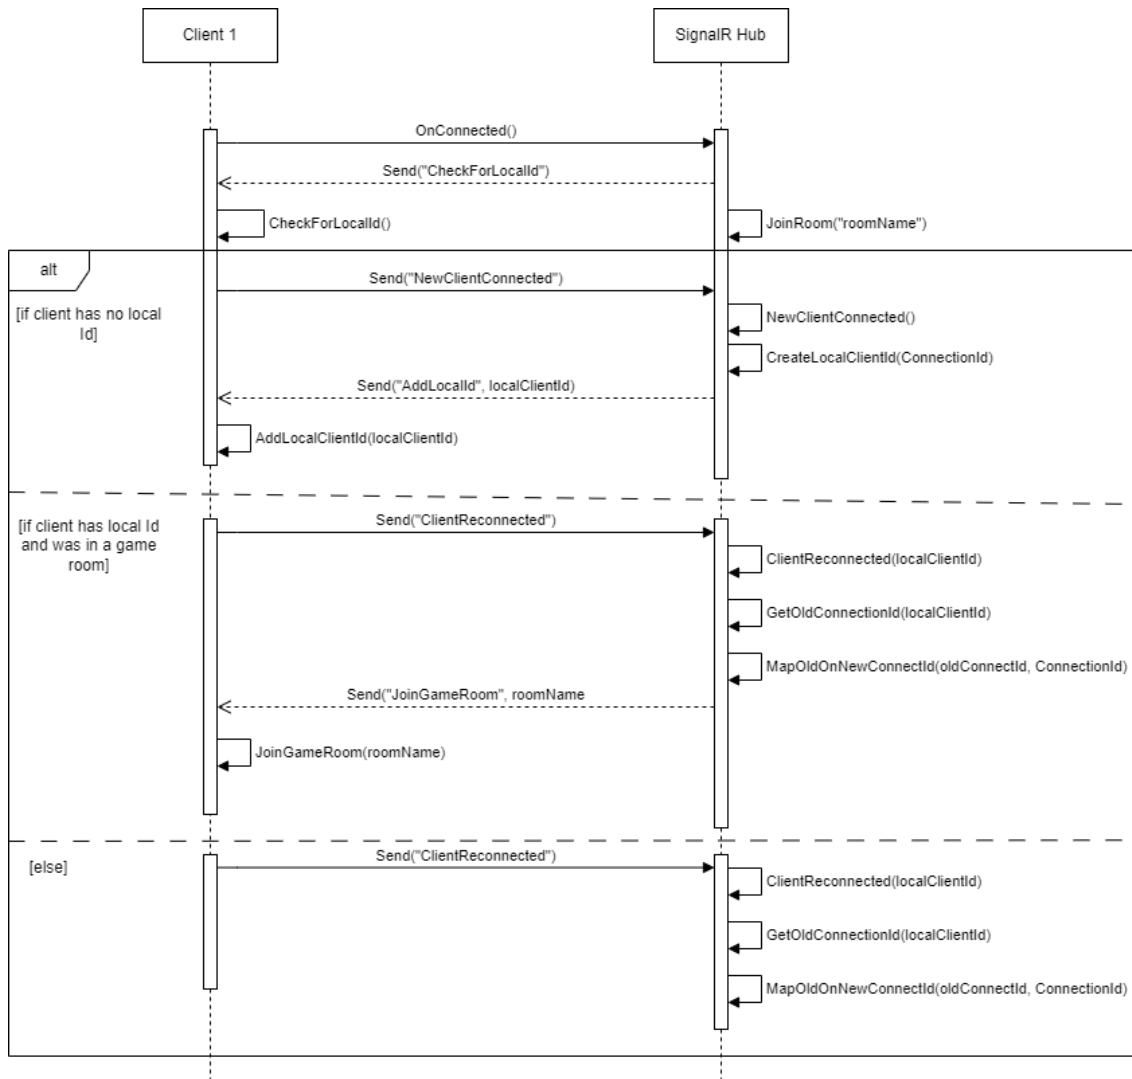 Client 1
SignalR Hub
OnConnected()
Send("CheckForLocalId")
CheckForLocalId()
JoinRoom("roomName")
alt
Send("NewClientConnected")
[if client has no local
Id]
NewClientConnected()
CreateLocalClientId(ConnectionId)
Send("AddLocalId", localClientId)
AddLocalClientId(localClientId)
[if client has local Id
and was in a game
room]
Send("ClientReconnected")
ClientReconnected(localClientId)
GetOldConnectionId(localClientId)
MapOldOnNewConnectId(oldConnectId, ConnectionId)
Send("JoinGameRoom", roomName
JoinGameRoom(roomName)
[else]
Send("ClientReconnected")
ClientReconnected(localClientId)
GetOldConnectionId(localClientId)
MapOldOnNewConnectId(oldConnectId, ConnectionId)